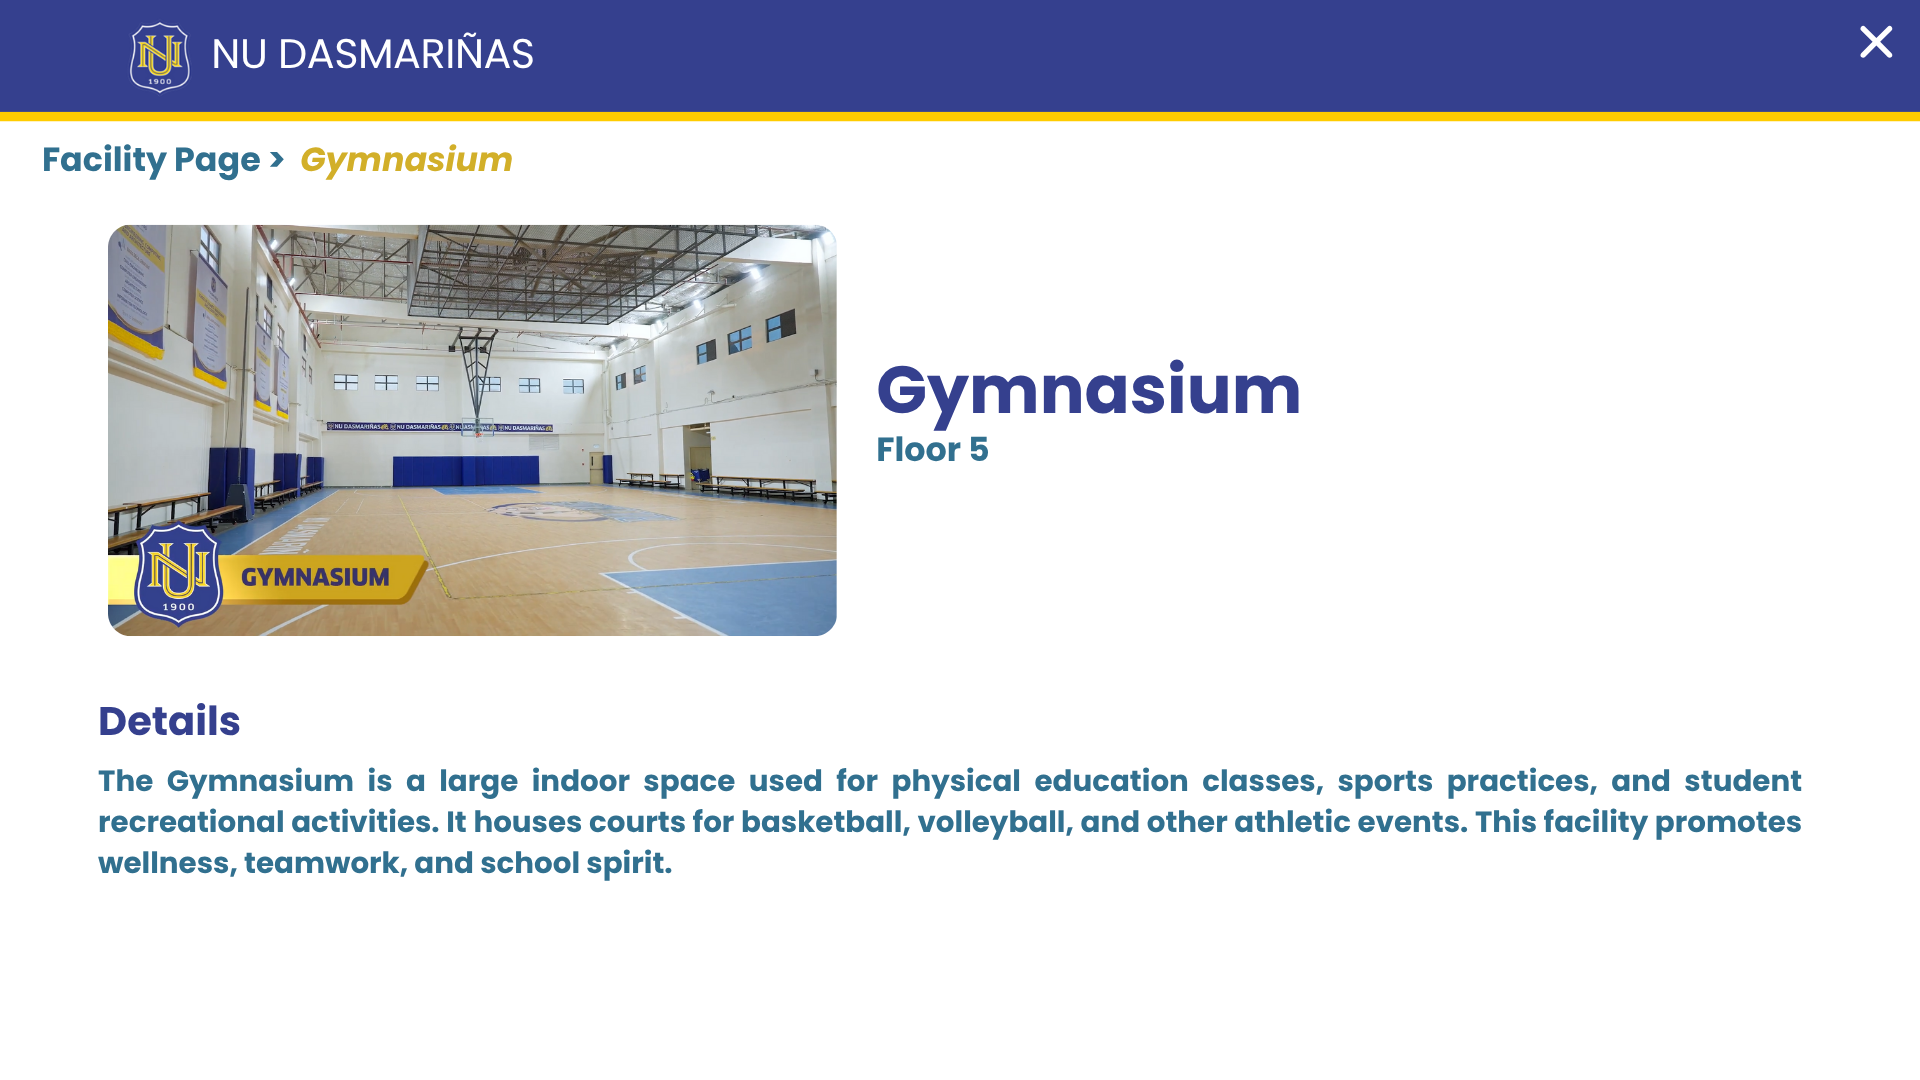 NU
1900
NU DASMARIÑAS
Facility Page > Gymnasium
NU DASMARIÑAS NU DASMARIÑAS NU DASMARIÑAS NU DASMARIÑAS
NU
1900
GYMNASIUM
Gymnasium
Floor 5
Details
The Gymnasium is a large indoor space used for physical education classes, sports practices, and student
recreational activities. It houses courts for basketball, volleyball, and other athletic events. This facility promotes
wellness, teamwork, and school spirit.